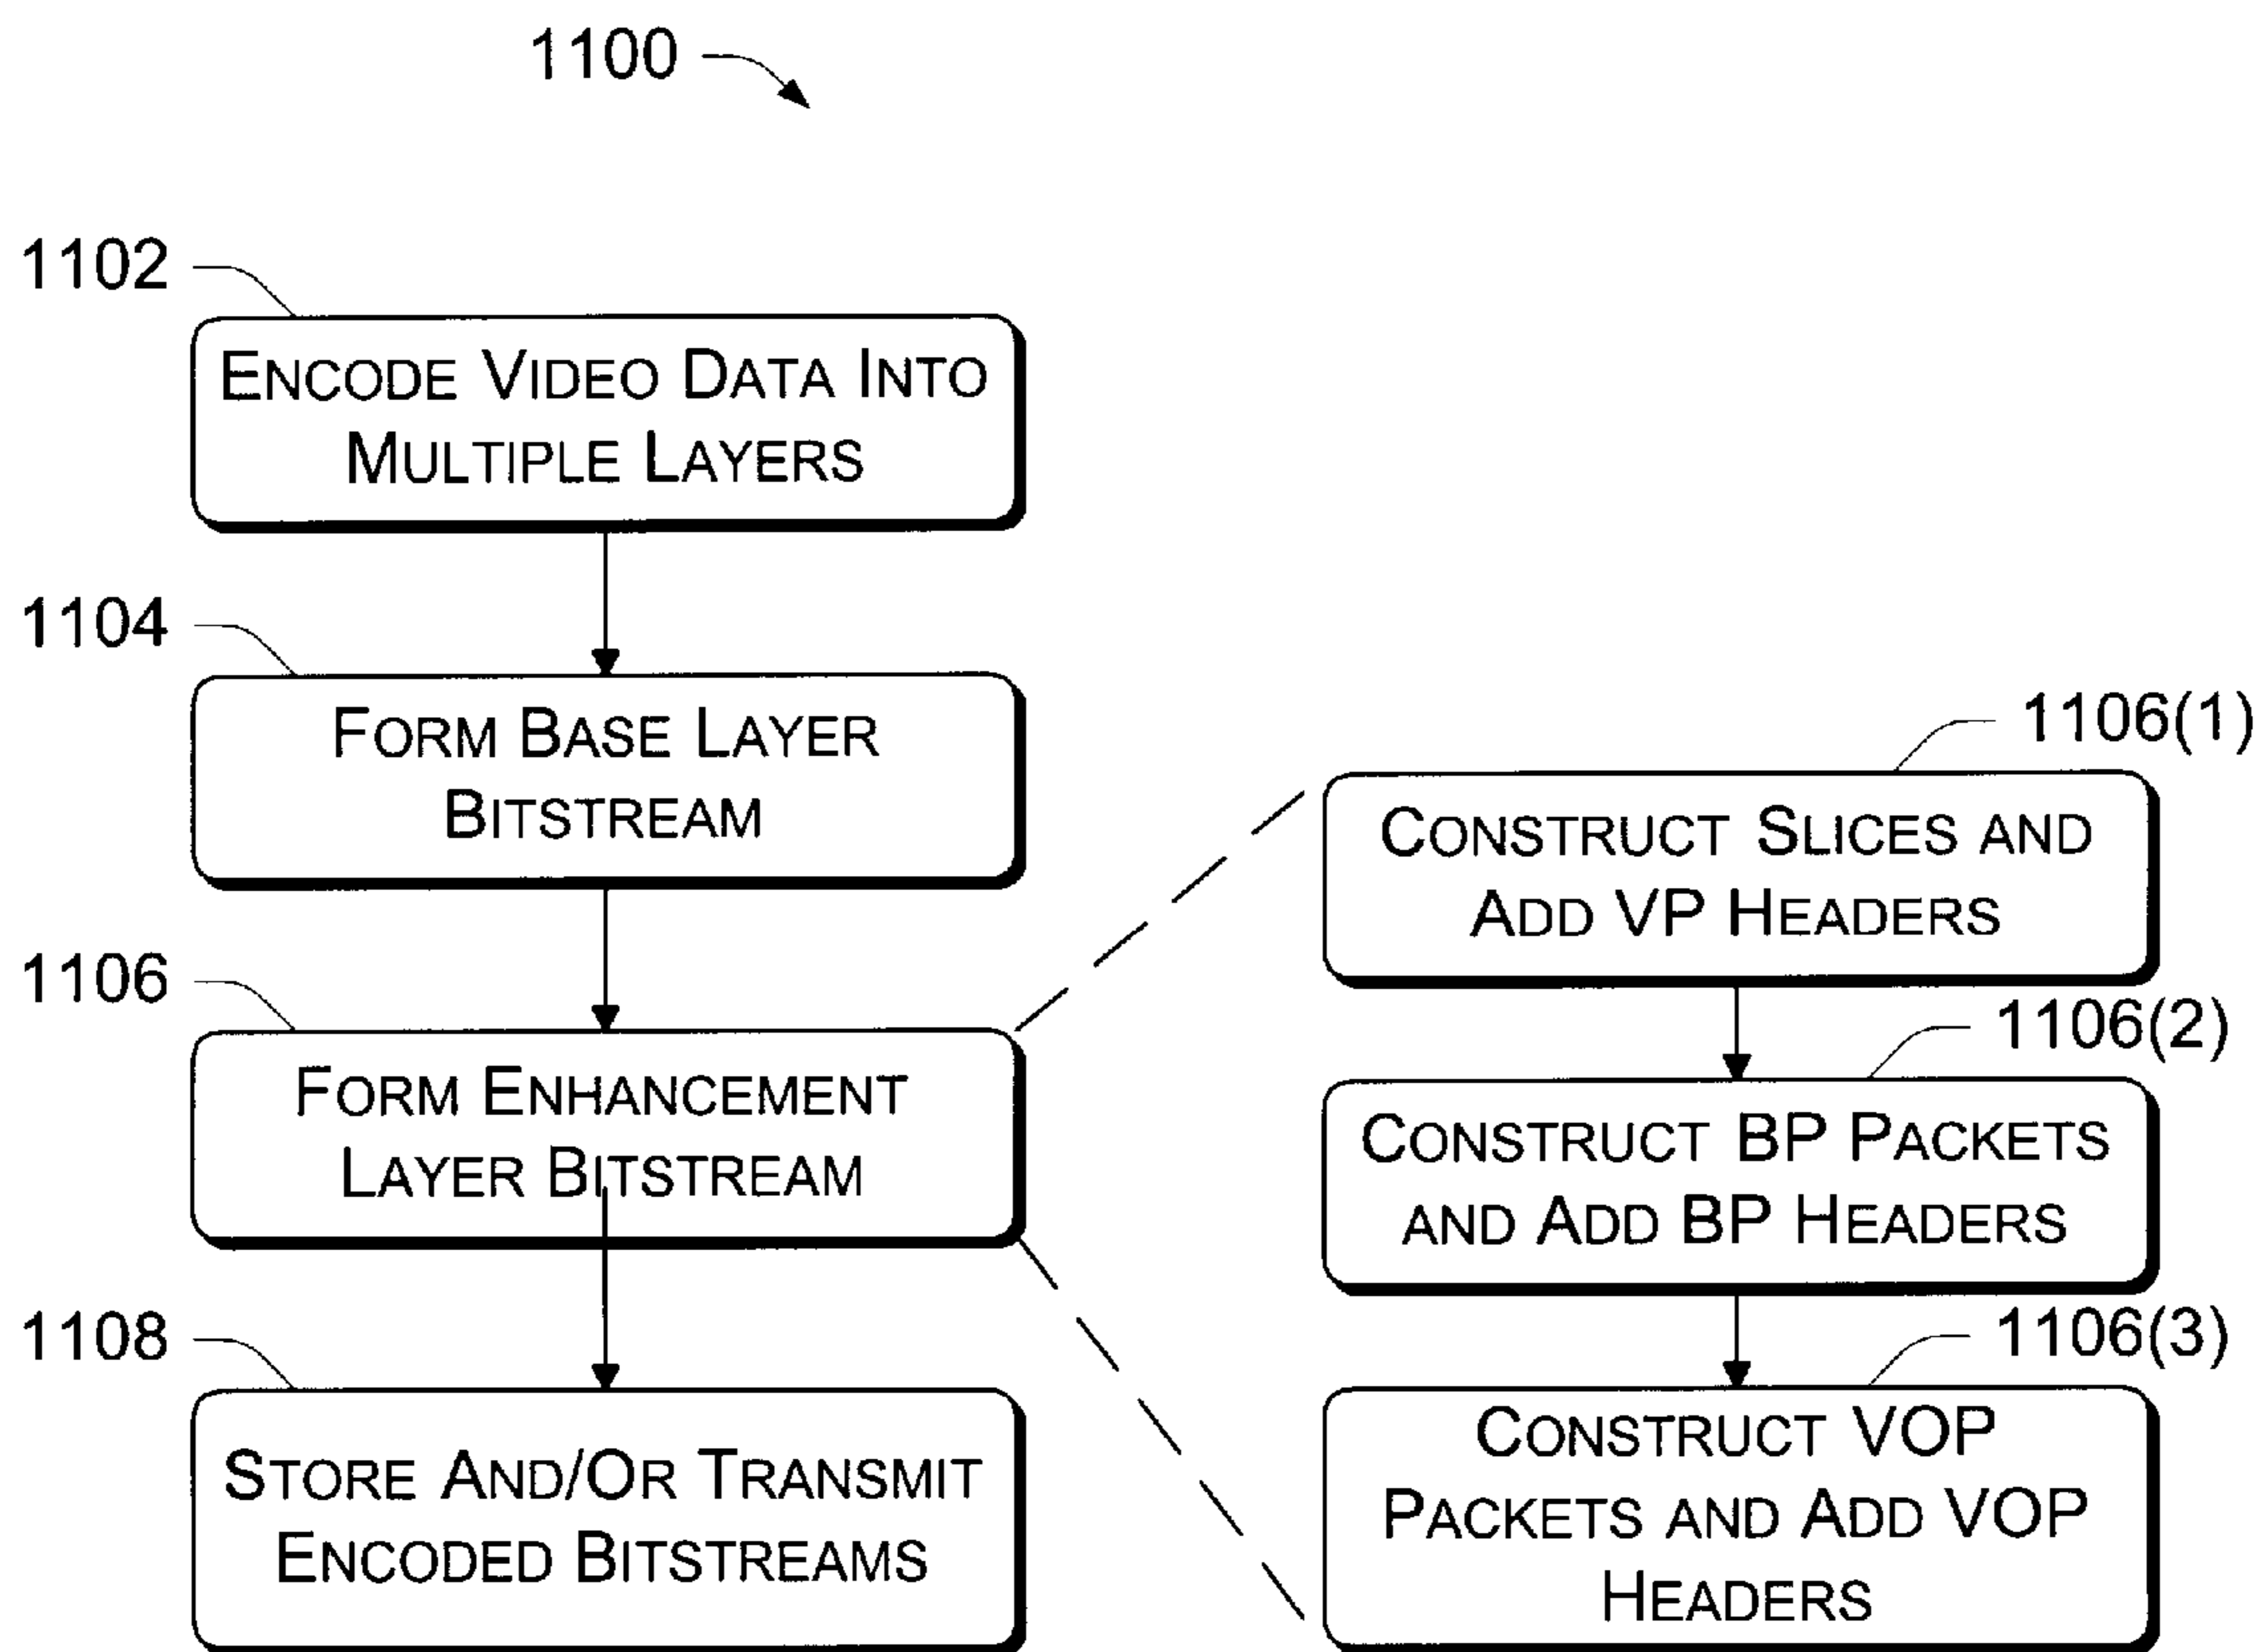 1100
1102
ENCODE VIDEO DATA INTO
MULTIPLE LAYERS
1104
FORM BASE LAYER
BITSTREAM
1106
FORM ENHANCEMENT
LAYER BITSTREAM
1108
STORE AND/OR TRANSMIT
ENCODED BITSTREAMS
1106(1)
CONSTRUCT SLICES AND
ADD VP HEADERS
1106(2)
CONSTRUCT BP PACKETS
AND ADD BP HEADERS
1106(3)
CONSTRUCT VOP
PACKETS AND ADD VOP
HEADERS